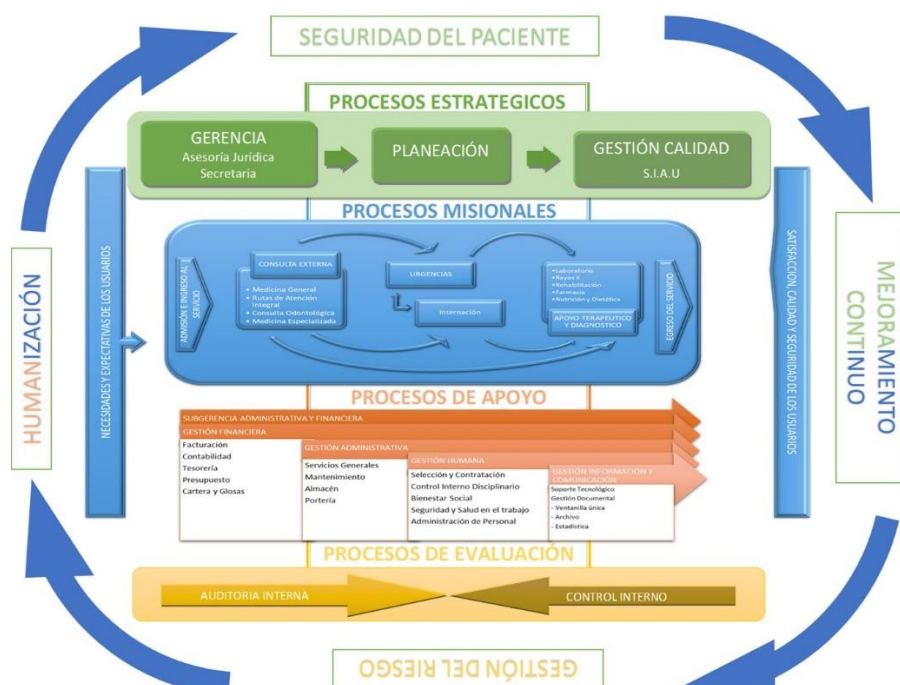 SEGURIDAD DEL PACIENTE
PROCESOS ESTRATEGICOS
GERENCIA
Asesoría Jurídica
Secretaria
PLANEACIÓN
GESTIÓN CALIDAD
S.I.A.U
HUMANIZACIÓN
NECESIDADES Y EXPECTATIVAS DE LOS USUARIOS
PROCESOS MISIONALES
ADMISIÓN E INGRESO AL
SERVICIO
CONSULTA EXTERNA
• Medicina General
• Rutas de Atención
Integral
• Consulta Odontológica
• Medicina Especializada
URGENCIAS
Internación
•Laboratorio
•Rayos X
•Rehabilitación
•Farmacia
•Nutrición y Dietética
APOYO TERAPEUTICO
Y DIAGNOSTICO
EGRESO DEL SERVICIO
SATISFACCION, CALIDAD Y SEGURIDAD DE LOS USUARIOS
MEJORAMIENTO
CONTINUO
PROCESOS DE APOYO
SUBGERENCIA ADMINISTRATIVA Y FINANCIERA
GESTIÓN FINANCIERA
Facturación
Contabilidad
Tesorería
Presupuesto
Cartera y Glosas
GESTIÓN ADMINISTRATIVA
Servicios Generales
Mantenimiento
Almacén
Portería
GESTIÓN HUMANA
Selección y Contratación
Control Interno Disciplinario
Bienestar Social
Seguridad y Salud en el trabajo
Administración de Personal
GESTIÓN INFORMACIÓN Y
COMUNICACIÓN
Soporte Tecnológico
Gestión Documental
- Ventanilla única
- Archivo
- Estadística
PROCESOS DE EVALUACIÓN
AUDITORIA INTERNA
CONTROL INTERNO
GESTIÓN DEL RIESGO